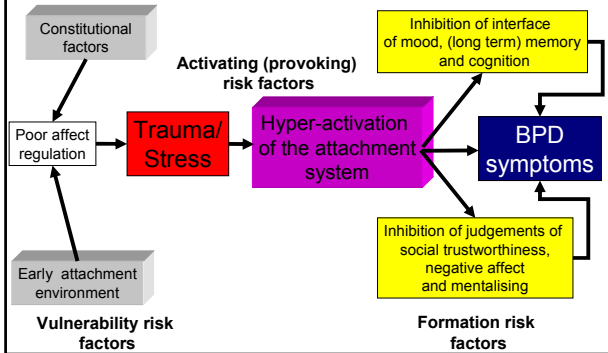 Constitutional
factors
Poor affect
regulation
Early attachment
environment
Vulnerability risk
factors
Trauma/
Stress
Activating (provoking)
risk factors
Hyper-activation
of the attachment
system
Inhibition of interface
of mood, (long term) memory
and cognition
BPD
symptoms
Inhibition of judgements of
social trustworthiness,
negative affect
and mentalising
Formation risk
factors